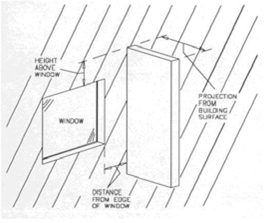 HEIGHT
ABOVE
WINDOW
WINDOW
PROJECTION
FROM
BUILDING
SURFACE
DISTANCE
FROM EDGE
OF WINDOW